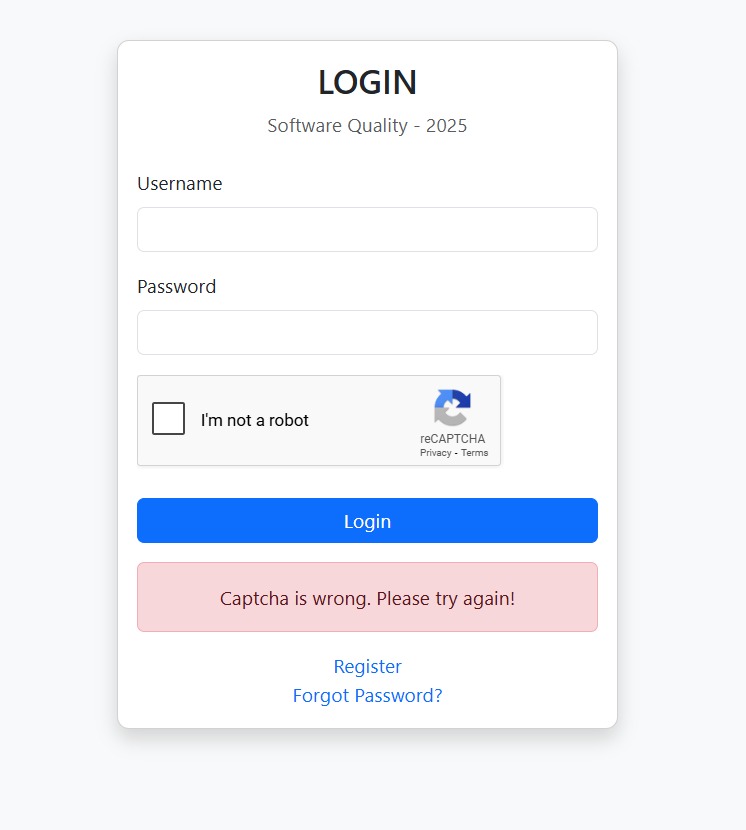 LOGIN
Software Quality - 2025
Username
Password
I'm not a robot
reCAPTCHA
Privacy - Terms
Login
Captcha is wrong. Please try again!
Register
Forgot Password?